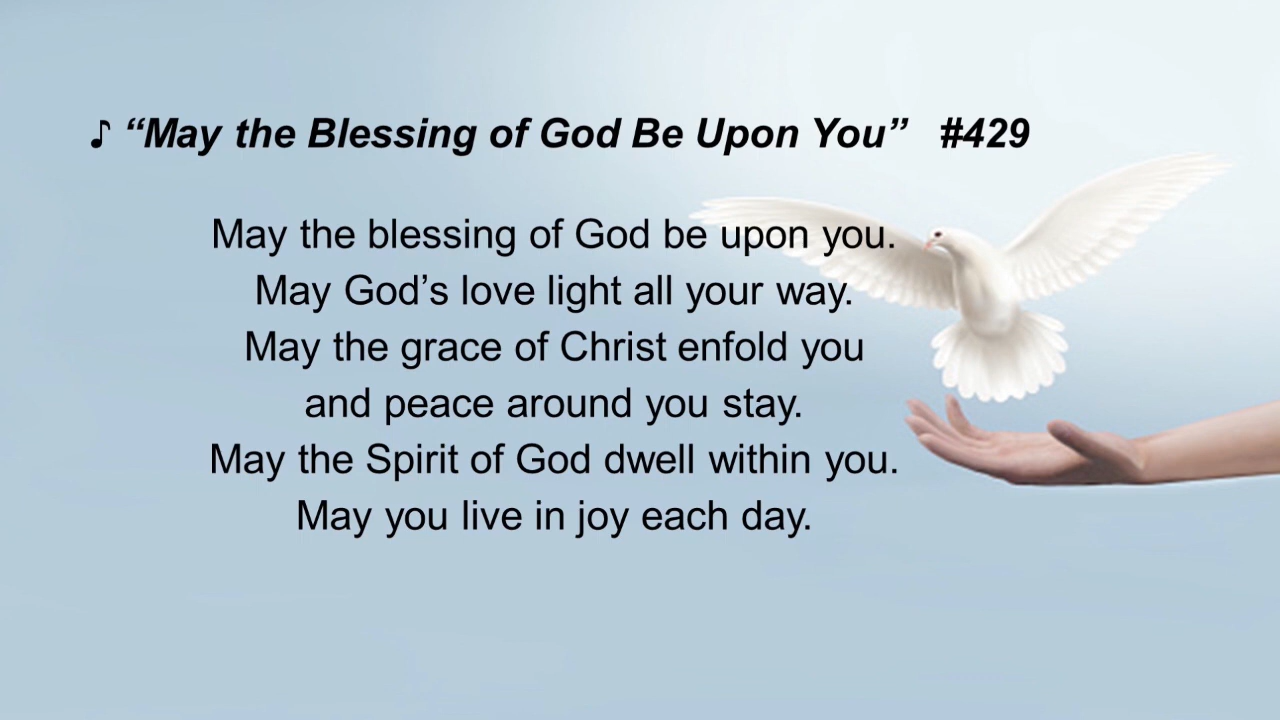 ♪ “May the Blessing of God Be Upon You” #429
May the blessing of God be upon you.
May God’s love light all your way.
May the grace of Christ enfold you
and peace around you stay.
May the Spirit of God dwell within you.
May you live in joy each day.